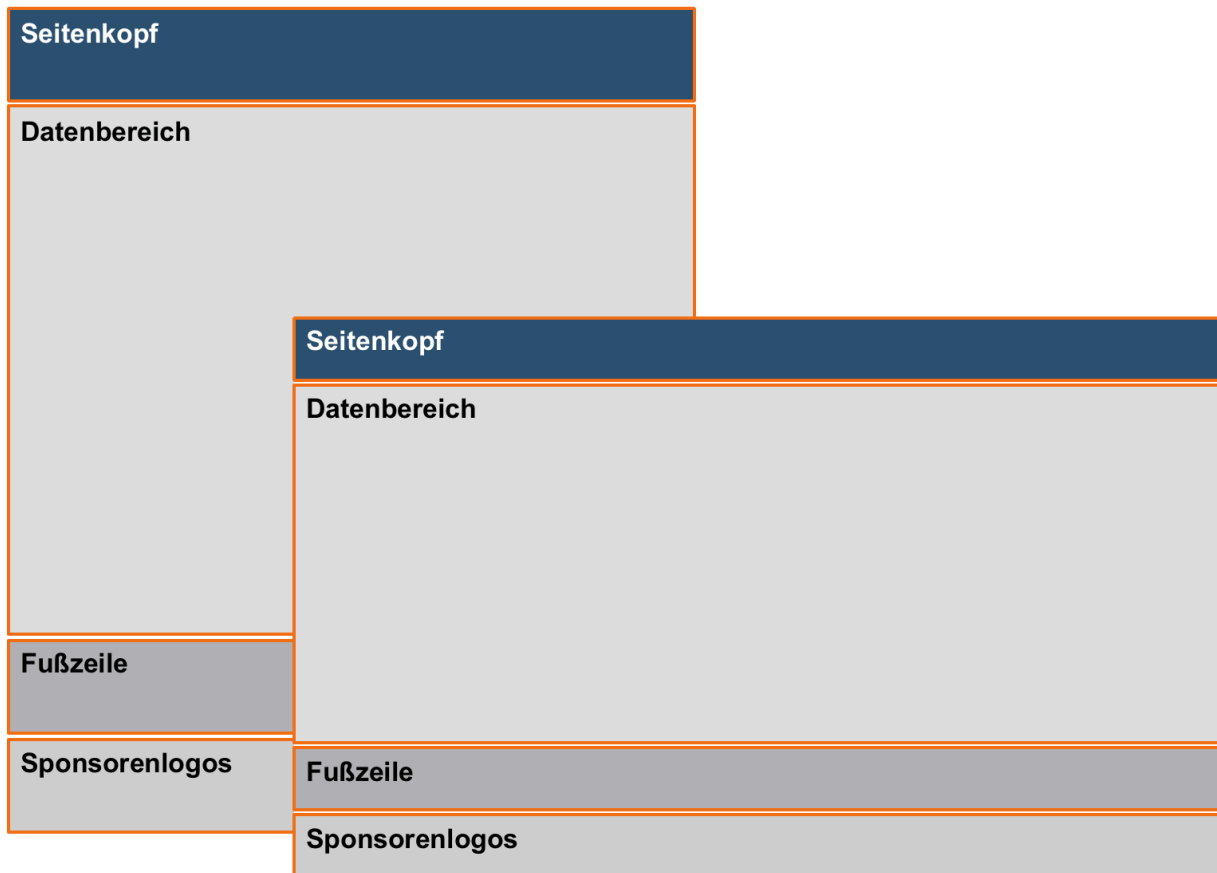 Seitenkopf
Datenbereich
Fußzeile
Sponsorenlogos
Seitenkopf
Datenbereich
Fußzeile
Sponsorenlogos